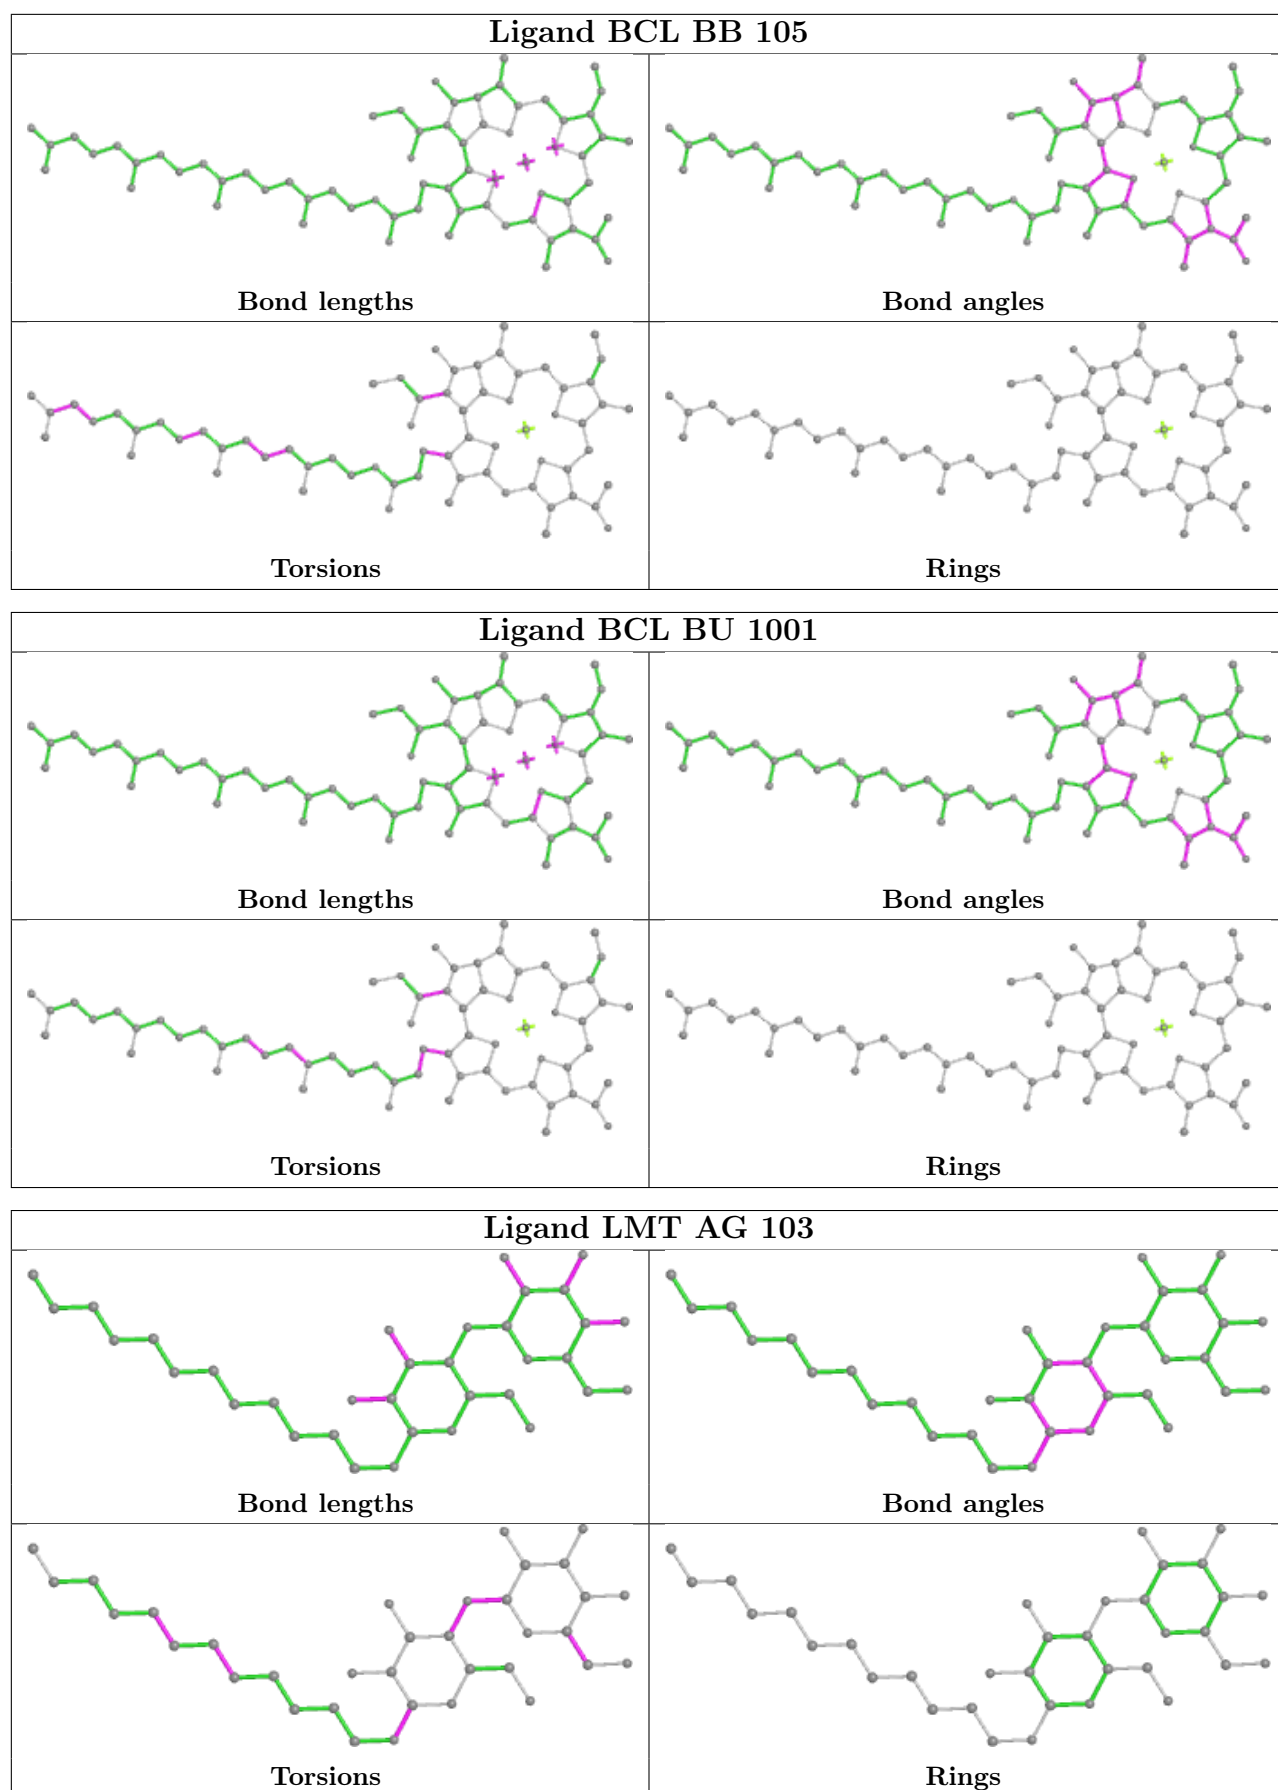 Ligand BCL BB 105
Bond lengths
Bond angles
Torsions
Rings
Ligand BCL BU 1001
Bond lengths
Bond angles
Torsions
Rings
Ligand LMT AG 103
Bond lengths
Bond angles
Torsions
Rings